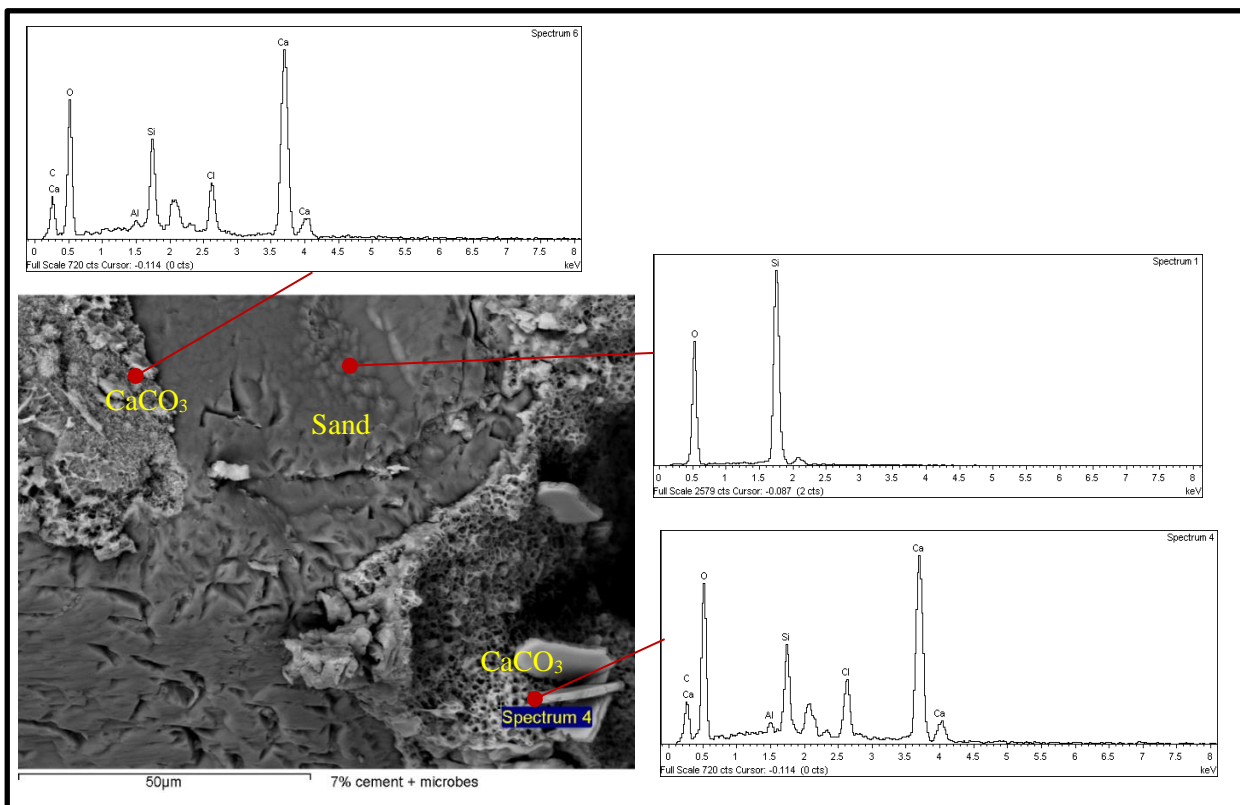 Spectrum 6
Ca
O
Si
C
Ca
Al
Cl
Ca
0 0.5 1 1.5 2 2.5 3 3.5 4 4.5 5 5.5 6 6.5 7 7.5 8
Full Scale 720 cts Cursor: -0.114 (0 cts)
keV
Spectrum 1
Si
O
0 0.5 1 1.5 2 2.5 3 3.5 4 4.5 5 5.5 6 6.5 7 7.5 8
Full Scale 2579 cts Cursor: -0.087 (2 cts)
keV
CaCO₃
Sand
CaCO₃
Spectrum 4
50µm
7% cement + microbes
Spectrum 4
Ca
O
Si
C
Ca
Al
Cl
Ca
0 0.5 1 1.5 2 2.5 3 3.5 4 4.5 5 5.5 6 6.5 7 7.5 8
Full Scale 720 cts Cursor: -0.114 (0 cts)
keV